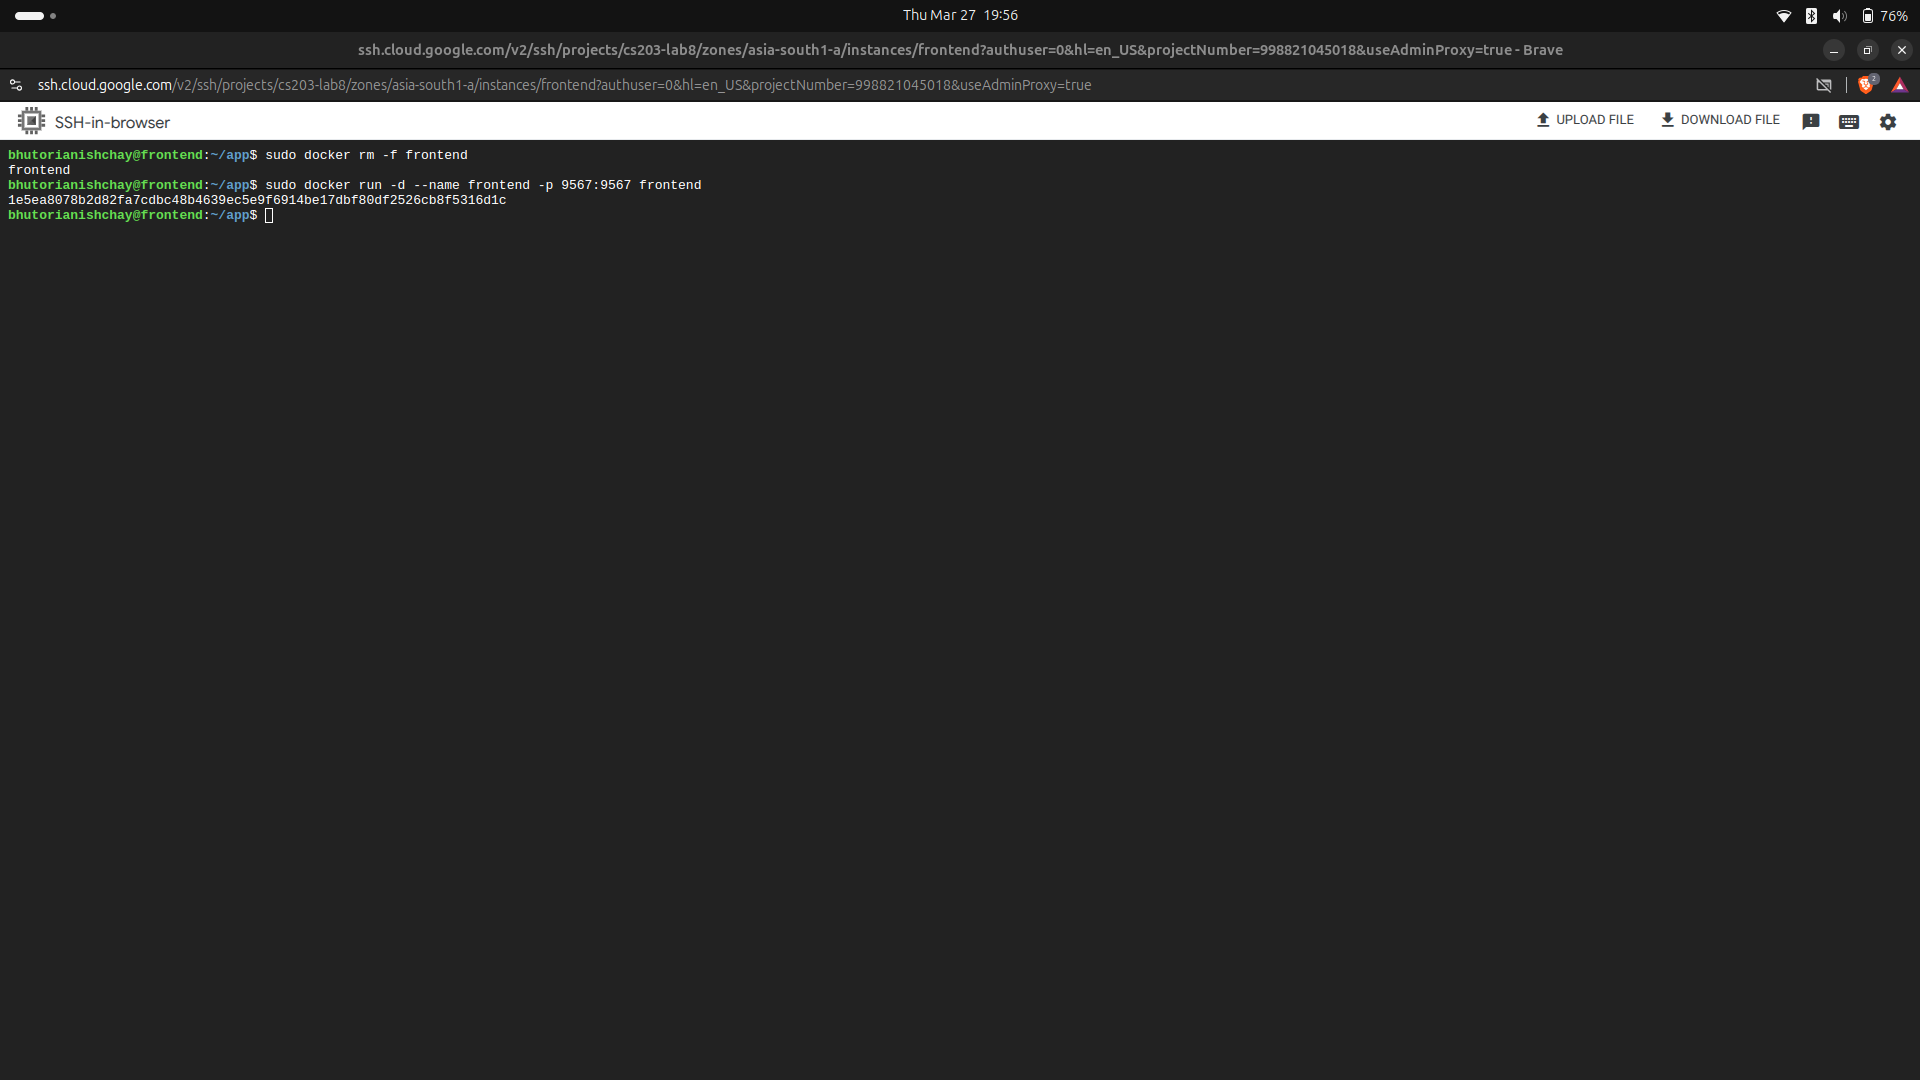 Thu Mar 27 19:56
76%
ssh.cloud.google.com/v2/ssh/projects/cs203-lab8/zones/asia-south1-a/instances/frontend?authuser=0&hl=en_US&projectNumber=998821045018&useAdminProxy=true - Brave
ssh.cloud.google.com/v2/ssh/projects/cs203-lab8/zones/asia-south1-a/instances/frontend?authuser=0&hl=en_US&projectNumber=998821045018&useAdminProxy=true
2
SSH-in-browser
UPLOAD FILE
DOWNLOAD FILE
bhutorianishchay@frontend:~/app$ sudo docker rm -f frontend
frontend
bhutorianishchay@frontend:~/app$ sudo docker run -d --name frontend -p 9567:9567 frontend
1e5ea8078b2d82fa7cdbc48b4639ec5e9f6914be17dbf80df2526cb8f5316d1c
bhutorianishchay@frontend:~/app$